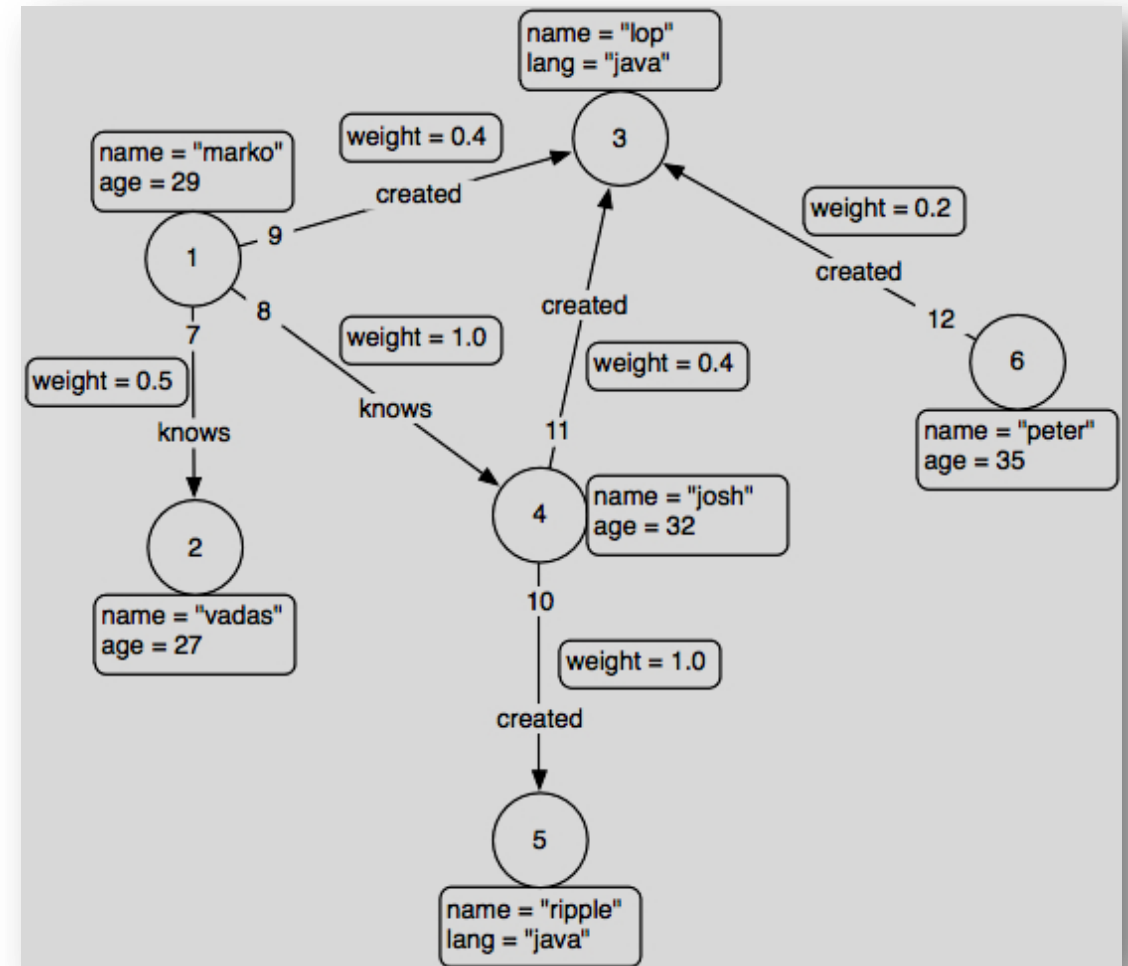 name = "lop"
lang = "java"
weight = 0.4
name = "marko"
age = 29
created
3
weight = 0.2
9
1
created
8
created
7
weight = 1.0
12
weight = 0.5
weight = 0.4
6
knows
knows
11
name = "peter"
age = 35
4
name = "josh"
age = 32
2
10
name = "vadas"
age = 27
weight = 1.0
created
5
name = "ripple"
lang = "java"